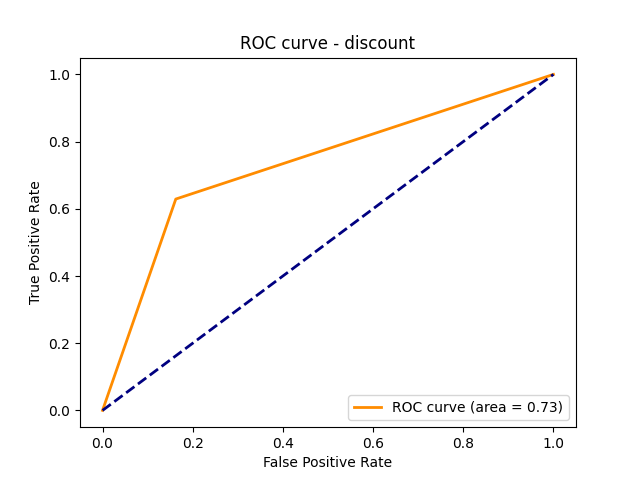 ROC curve - discount
1.0
0.8
0.6
0.4
0.2
0.0
True Positive Rate
ROC curve (area = 0.73)
0.0 0.2 0.4 0.6 0.8 1.0
False Positive Rate